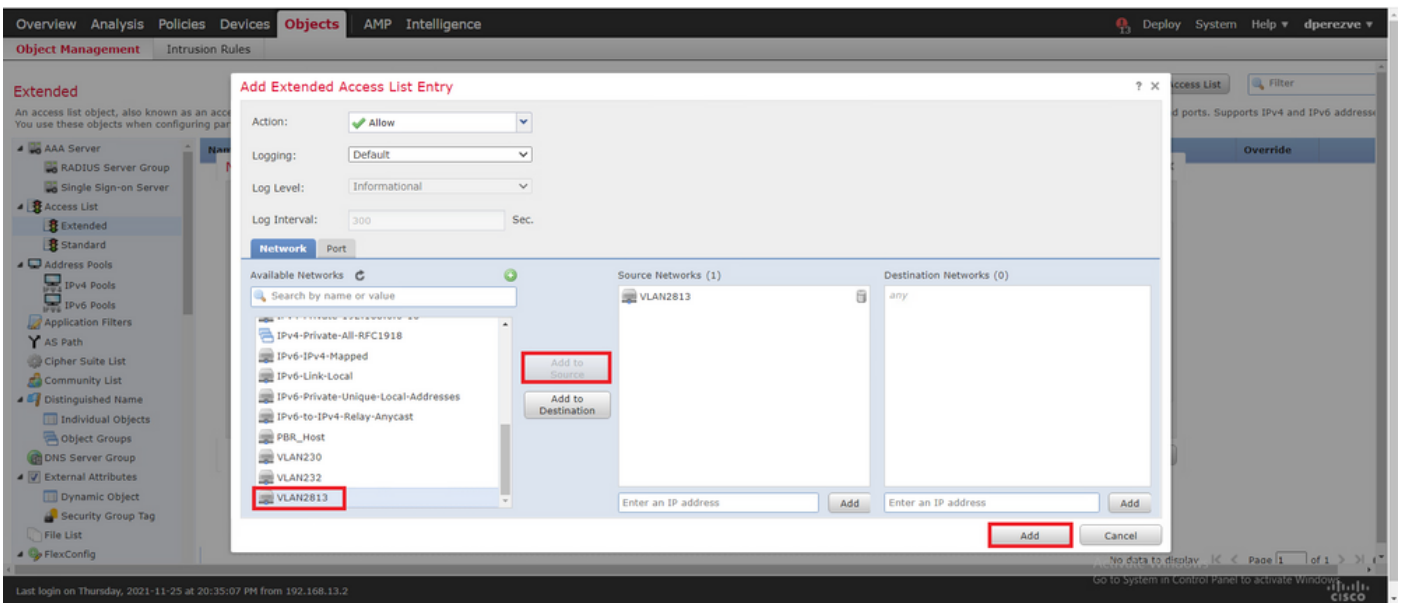 Overview Analysis Policies Devices Objects AMP Intelligence
Deploy System Help dperezve
Object Management Intrusion Rules
Extended
An access list object, also known as an acce
You use these objects when configuring par
Access List
Filter
d ports. Supports IPv4 and IPv6 addresse
Override
AAA Server
RADIUS Server Group
Single Sign-on Server
Access List
Extended
Standard
Address Pools
IPv4 Pools
IPv6 Pools
Application Filters
AS Path
Cipher Suite List
Community List
Distinguished Name
Individual Objects
Object Groups
DNS Server Group
External Attributes
Dynamic Object
Security Group Tag
File List
FlexConfig
Add Extended Access List Entry
Action: Allow
Logging: Default
Log Level: Informational
Log Interval: 300 Sec.
Network Port
Available Networks
Search by name or value
IPv4-Private-All-RFC1918
IPv6-IPv4-Mapped
IPv6-Link-Local
IPv6-Private-Unique-Local-Addresses
IPv6-to-IPv4-Relay-Anycast
PBR_Host
VLAN230
VLAN232
VLAN2813
Add to
Source
Add to
Destination
Source Networks (1)
VLAN2813
Enter an IP address Add
Destination Networks (0)
any
Enter an IP address Add
Add Cancel
No data to display Page 1 of 1
Go to System in Control Panel to activate Windows.
Last login on Thursday, 2021-11-25 at 20:35:07 PM from 192.168.13.2
CISCO